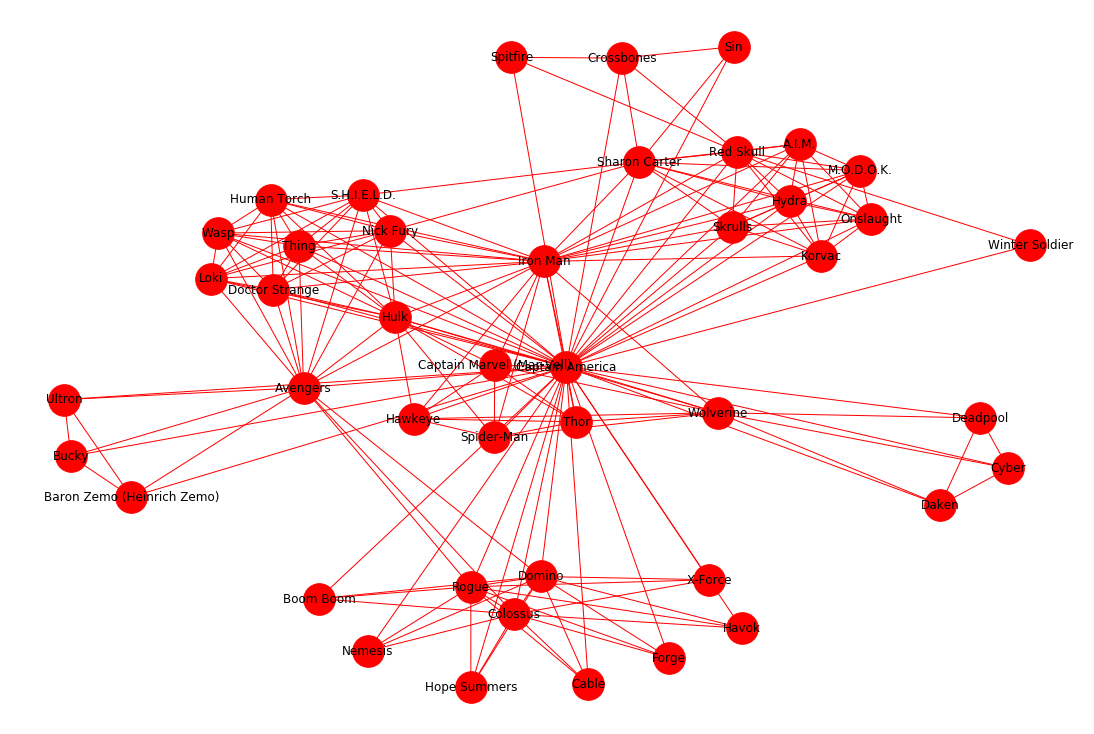 Sin
Spitfire
Crossbones
A.I.M.
Red Skull
Sharon Carter
M.O.D.O.K.
S.H.I.E.L.D.
Human Torch
Hydra
Onslaught
Skrulls
Nick Fury
Wasp
Thing
Winter Soldier
Korvac
Iron Man
Loki
Doctor Strange
Hulk
Captain Marvel (Mar-Vell)
Captain America
Avengers
Ultron
Wolverine
Deadpool
Hawkeye
Thor
Spider-Man
Bucky
Cyber
Baron Zemo (Heinrich Zemo)
Daken
Domino
X-Force
Rogue
Boom Boom
Colossus
Havok
Nemesis
Forge
Cable
Hope Summers